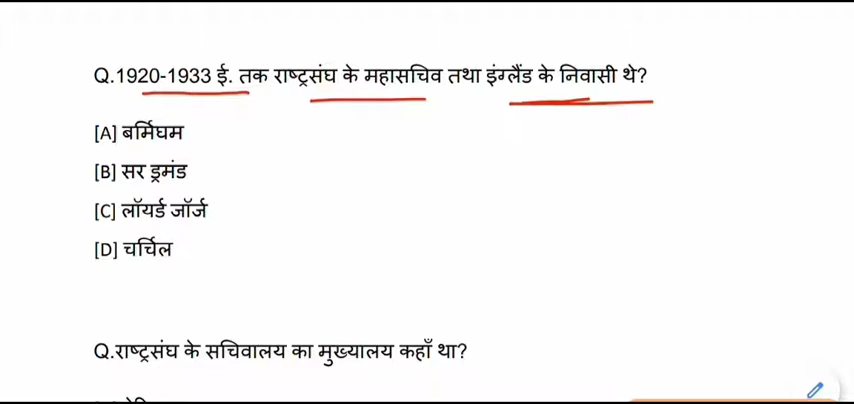 Q.1920-1933 ई. तक राष्ट्रसंघ के महासचिव तथा इंग्लैंड के निवासी थे?
[A] बर्मिघम
[B] सर ड्रमंड
[C] लॉयर्ड जॉर्ज
[D] चर्चिल
Q.राष्ट्रसंघ के सचिवालय का मुख्यालय कहाँ था?